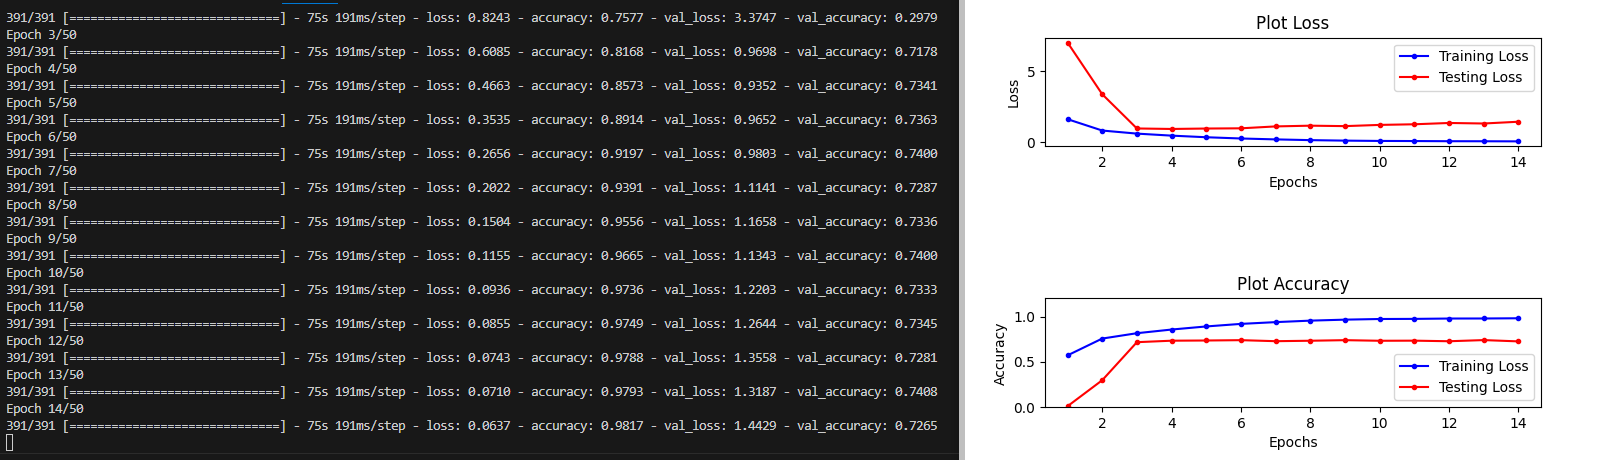 391/391 [==============================] - 75s 191ms/step - loss: 0.8243 - accuracy: 0.7577 - val_loss: 3.3747 - val_accuracy: 0.2979
Epoch 3/50
391/391 [==============================] - 75s 191ms/step - loss: 0.6085 - accuracy: 0.8168 - val_loss: 0.9698 - val_accuracy: 0.7178
Epoch 4/50
391/391 [==============================] - 75s 191ms/step - loss: 0.4663 - accuracy: 0.8573 - val_loss: 0.9352 - val_accuracy: 0.7341
Epoch 5/50
391/391 [==============================] - 75s 191ms/step - loss: 0.3535 - accuracy: 0.8914 - val_loss: 0.9652 - val_accuracy: 0.7363
Epoch 6/50
391/391 [==============================] - 75s 191ms/step - loss: 0.2656 - accuracy: 0.9197 - val_loss: 0.9803 - val_accuracy: 0.7400
Epoch 7/50
391/391 [==============================] - 75s 191ms/step - loss: 0.2022 - accuracy: 0.9391 - val_loss: 1.1141 - val_accuracy: 0.7287
Epoch 8/50
391/391 [==============================] - 75s 191ms/step - loss: 0.1504 - accuracy: 0.9556 - val_loss: 1.1658 - val_accuracy: 0.7336
Epoch 9/50
391/391 [==============================] - 75s 191ms/step - loss: 0.1155 - accuracy: 0.9665 - val_loss: 1.1343 - val_accuracy: 0.7400
Epoch 10/50
391/391 [==============================] - 75s 191ms/step - loss: 0.0936 - accuracy: 0.9736 - val_loss: 1.2203 - val_accuracy: 0.7333
Epoch 11/50
391/391 [==============================] - 75s 191ms/step - loss: 0.0855 - accuracy: 0.9749 - val_loss: 1.2644 - val_accuracy: 0.7345
Epoch 12/50
391/391 [==============================] - 75s 191ms/step - loss: 0.0743 - accuracy: 0.9788 - val_loss: 1.3558 - val_accuracy: 0.7281
Epoch 13/50
391/391 [==============================] - 75s 191ms/step - loss: 0.0710 - accuracy: 0.9793 - val_loss: 1.3187 - val_accuracy: 0.7408
Epoch 14/50
391/391 [==============================] - 75s 191ms/step - loss: 0.0637 - accuracy: 0.9817 - val_loss: 1.4429 - val_accuracy: 0.7265
Plot Loss
Training Loss
Testing Loss
Loss
5
0
2 4 6 8 10 12 14
Epochs
Plot Accuracy
Accuracy
1.0
0.5
0.0
Training Loss
Testing Loss
2 4 6 8 10 12 14
Epochs